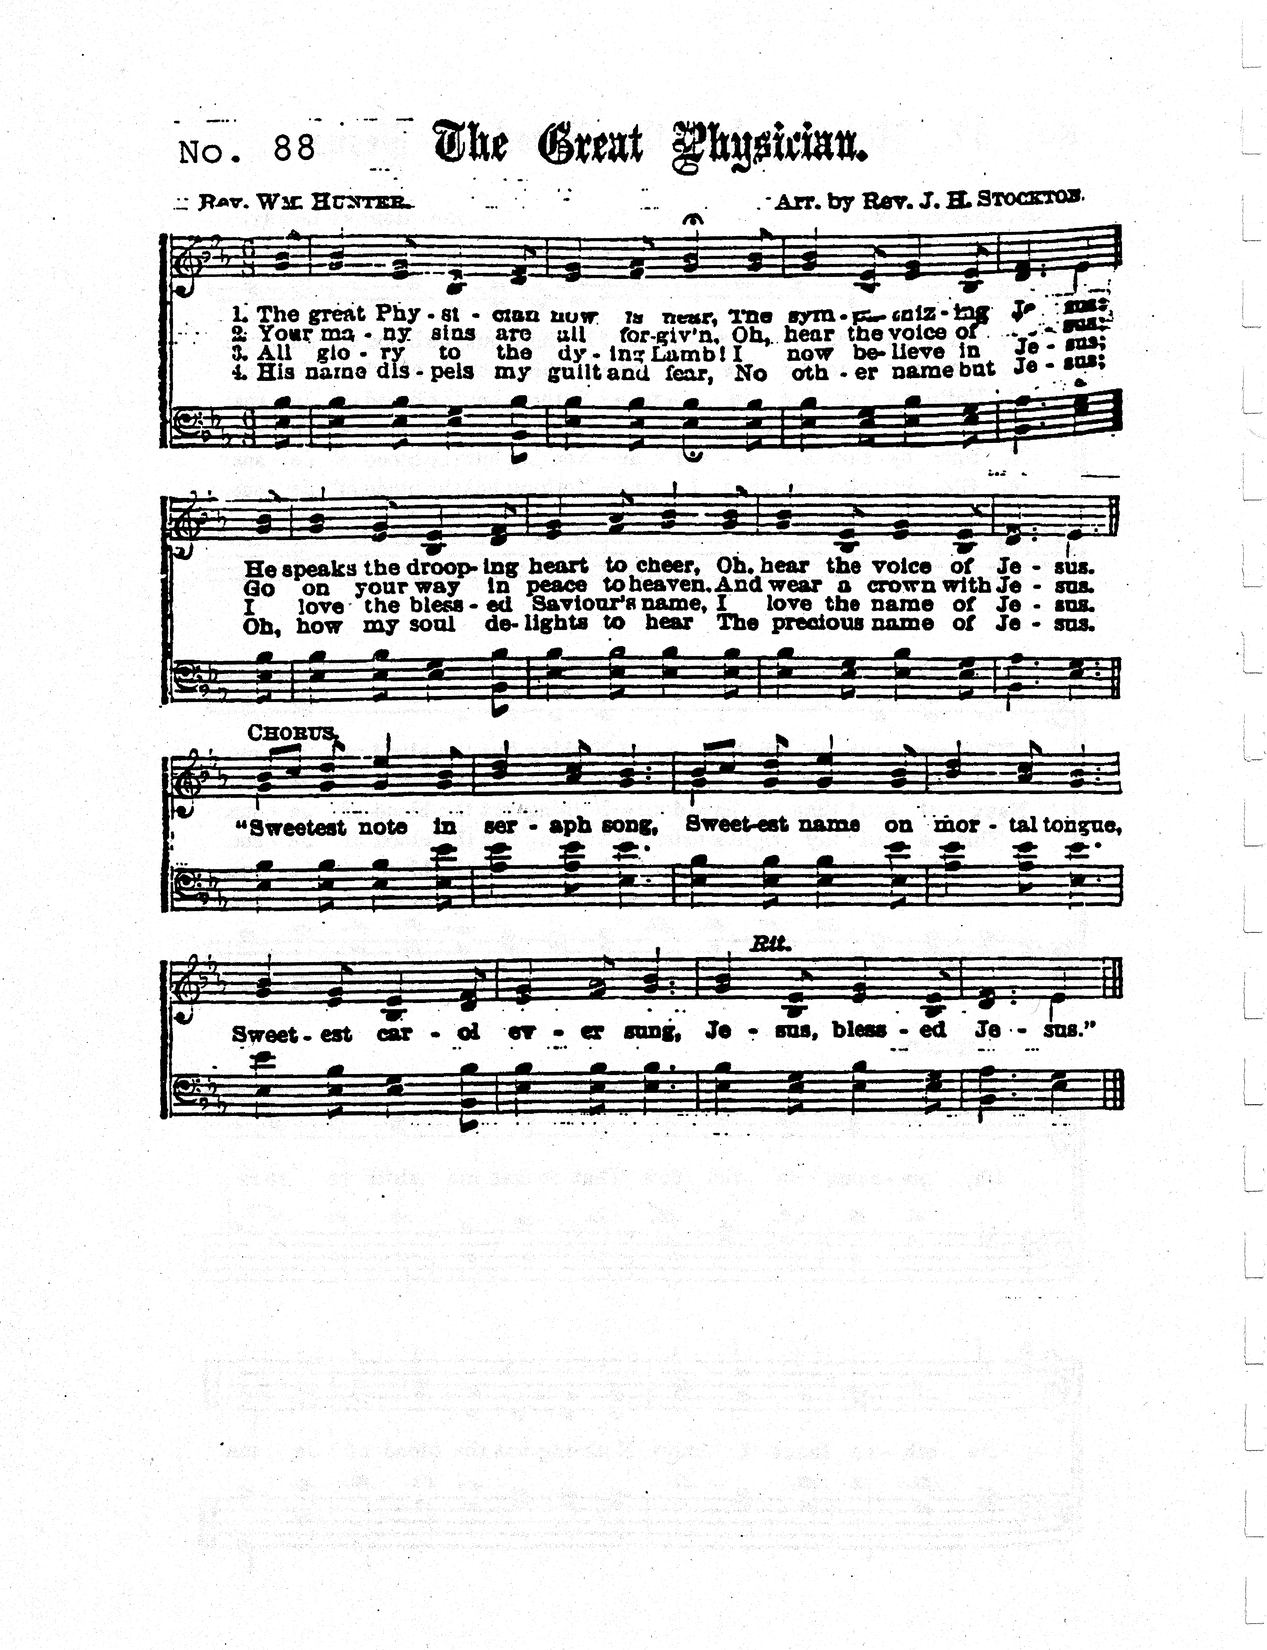 No. 88 The Great Physician.
Rev. WM. HUNTER. Arr. by Rev. J. H. STOCKTON.
1. The great Phy - si - cian now is near, The sym - pa - thiz - ing Je - sus;
2. Your ma - ny sins are all for-giv'n, Oh, hear the voice of - sus;
3. All glo - ry to the dy - ing Lamb! I now be-lieve in Je - sus;
4. His name dis - pels my guilt and fear, No oth - er name but Je - sus;
He speaks the droop-ing heart to cheer, Oh, hear the voice of Je - sus.
Go on your way in peace to heaven. And wear a crown with Je - sus.
I love the bless - ed Saviour's name, I love the name of Je - sus.
Oh, how my soul de-lights to hear The precious name of Je - sus.
CHORUS.
"Sweetest note in ser - aph song, Sweet-est name on mor - tal tongue,
Rit.
Sweet - est car - ol ev - er sung, Je - sus, bless - ed Je - sus."